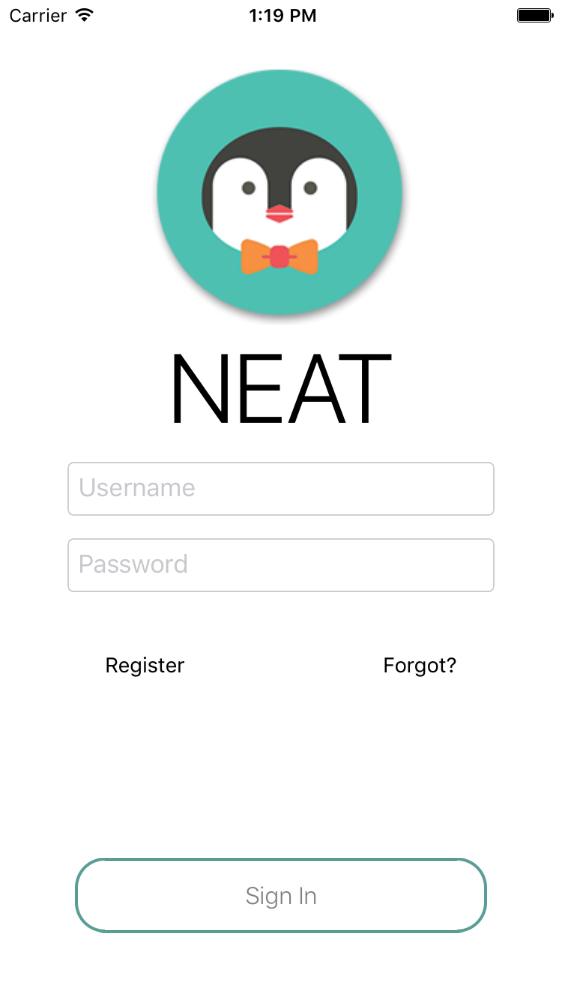 Carrier 1:19 PM
NEAT
Username
Password
Register Forgot?
Sign In